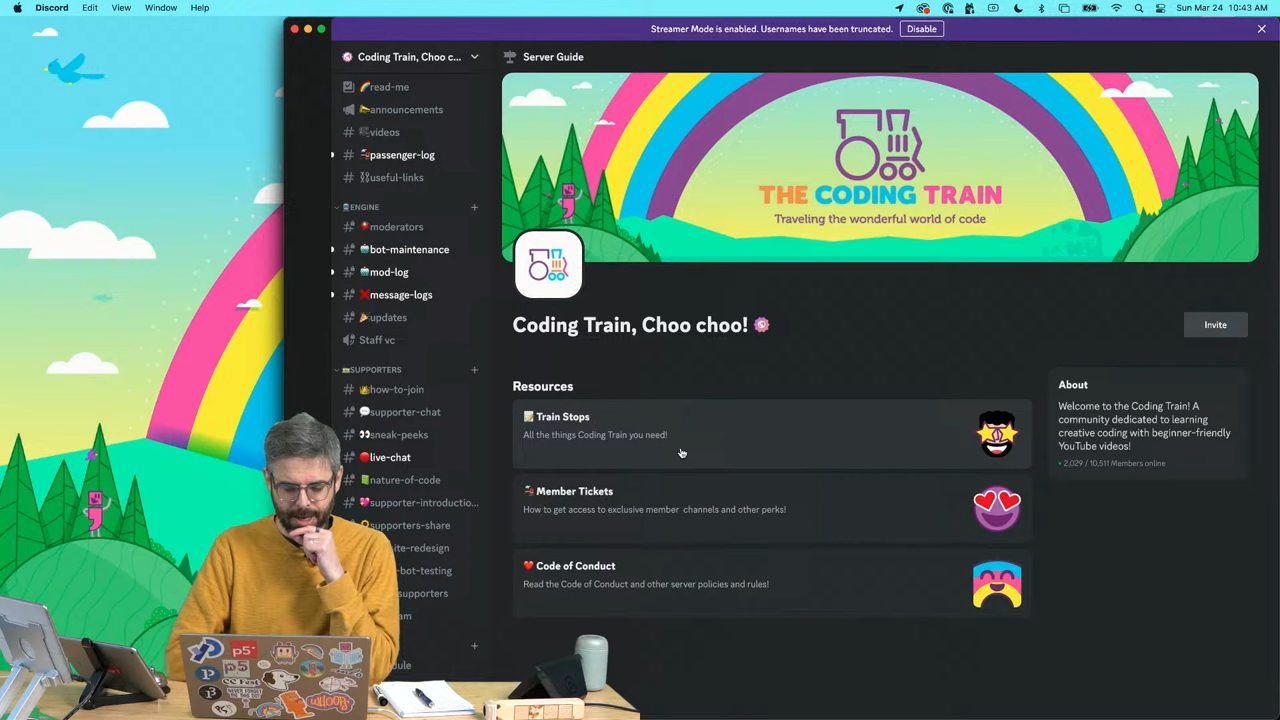 Discord Edit View Window Help
Sun Mar 24 10:43 AM
Streamer Mode is enabled. Usernames have been truncated. Disable
Coding Train, Choo c...
Server Guide
read-me
announcements
videos
passenger-log
useful-links
ENGINE
moderators
bot-maintenance
mod-log
message-logs
updates
Staff vc
SUPPORTERS
how-to-join
supporter-chat
sneak-peeks
live-chat
nature-of-code
supporter-introductio...
supporters-share
THE CODING TRAIN
Traveling the wonderful world of code
Coding Train, Choo choo!
Invite
Resources
Train Stops
All the things Coding Train you need!
Member Tickets
How to get access to exclusive member channels and other perks!
Code of Conduct
Read the Code of Conduct and other server policies and rules!
About
Welcome to the Coding Train! A
community dedicated to learning
creative coding with beginner-friendly
YouTube videos!
2,029 / 10,511 Members online
p5*
WHOOPS